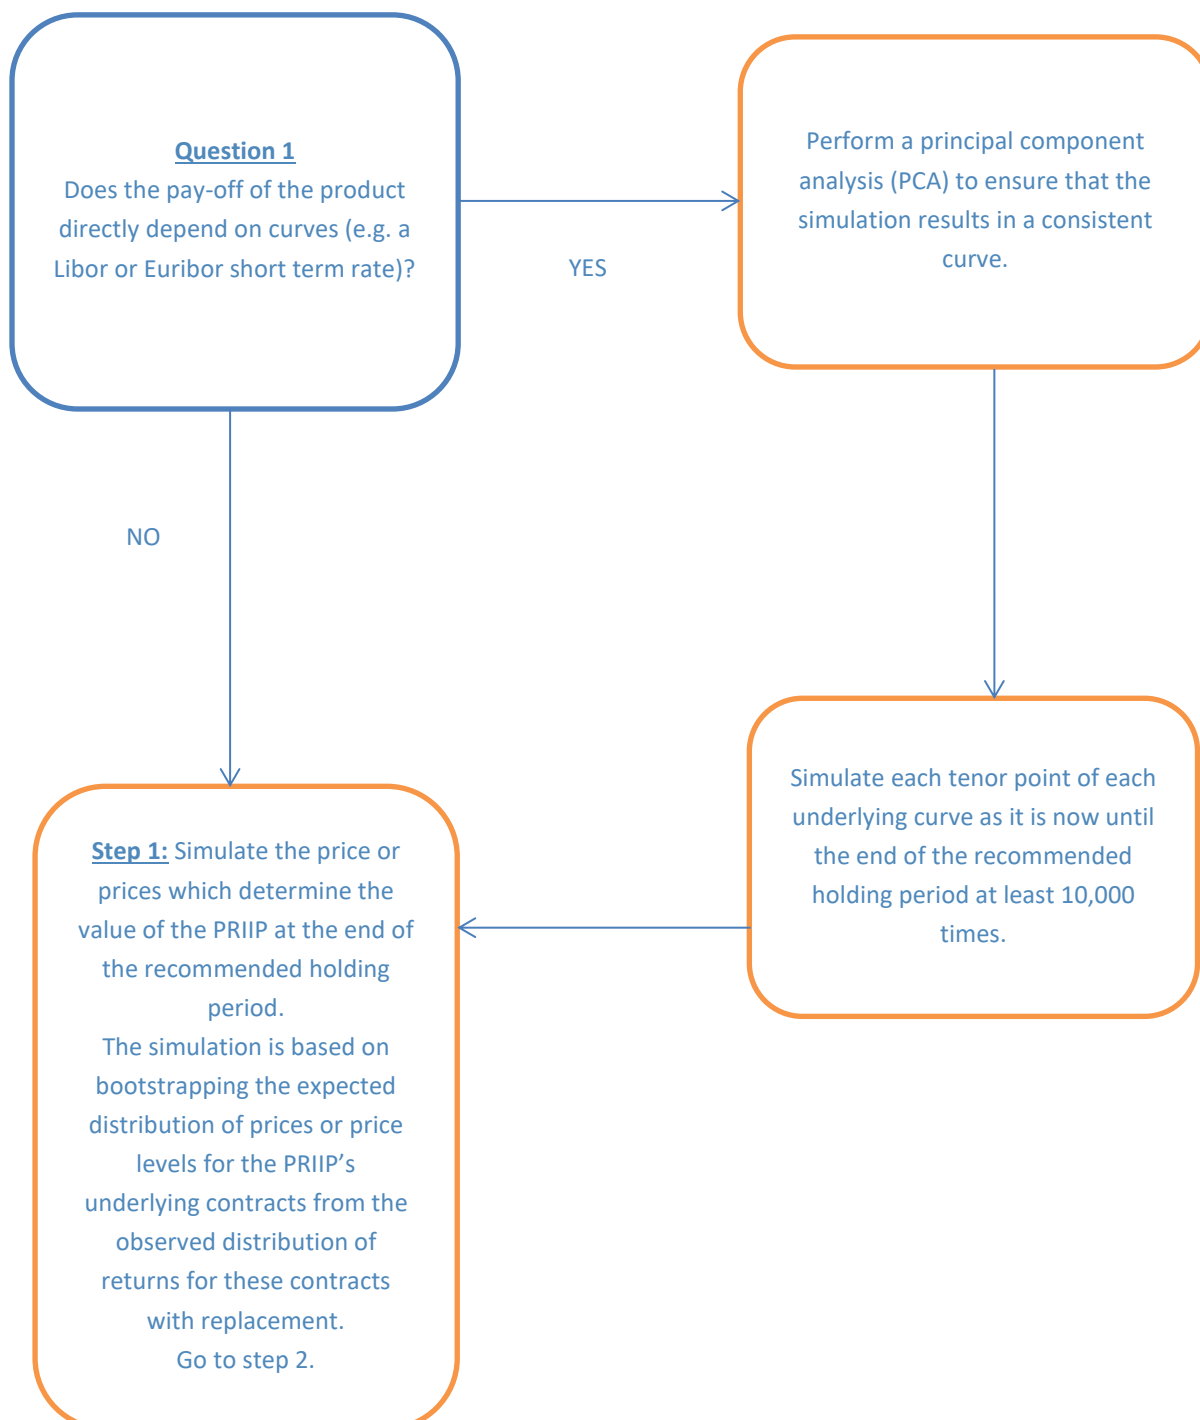 Question 1
Does the pay-off of the product
directly depend on curves (e.g. a
Libor or Euribor short term rate)?
YES
Perform a principal component
analysis (PCA) to ensure that the
simulation results in a consistent
curve.
NO
Simulate each tenor point of each
underlying curve as it is now until
the end of the recommended
holding period at least 10,000
times.
Step 1: Simulate the price or
prices which determine the
value of the PRIIP at the end of
the recommended holding
period.
The simulation is based on
bootstrapping the expected
distribution of prices or price
levels for the PRIIP’s
underlying contracts from the
observed distribution of
returns for these contracts
with replacement.
Go to step 2.